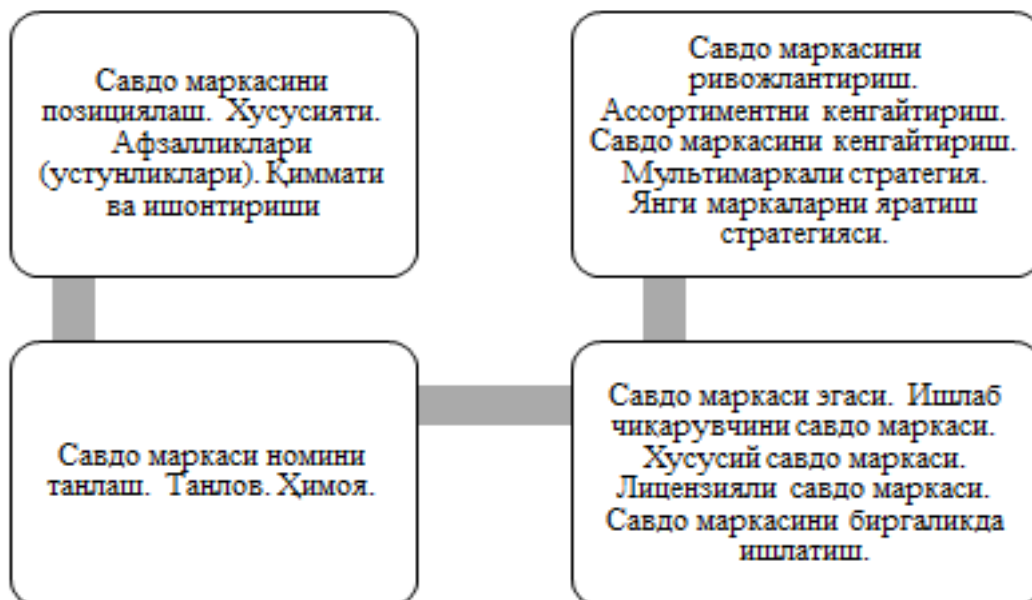 Савдо маркасини
позициялаш. Хусусияти.
Афзалликлари
(устунликлари). Қиммати
ва ишонтириши
Савдо маркаси номини
танлаш. Танлов. Ҳимоя.
Савдо маркаси эгаси. Ишлаб
чиқарувчини савдо маркаси.
Хусусий савдо маркаси.
Лицензияли савдо маркаси.
Савдо маркасини биргаликда
ишлатиш.
Савдо маркасини
ривожлантириш.
Ассортиментни кенгайтириш.
Савдо маркасини кенгайтириш.
Мультимаркали стратегия.
Янги маркаларни яратиш
стратегияси.